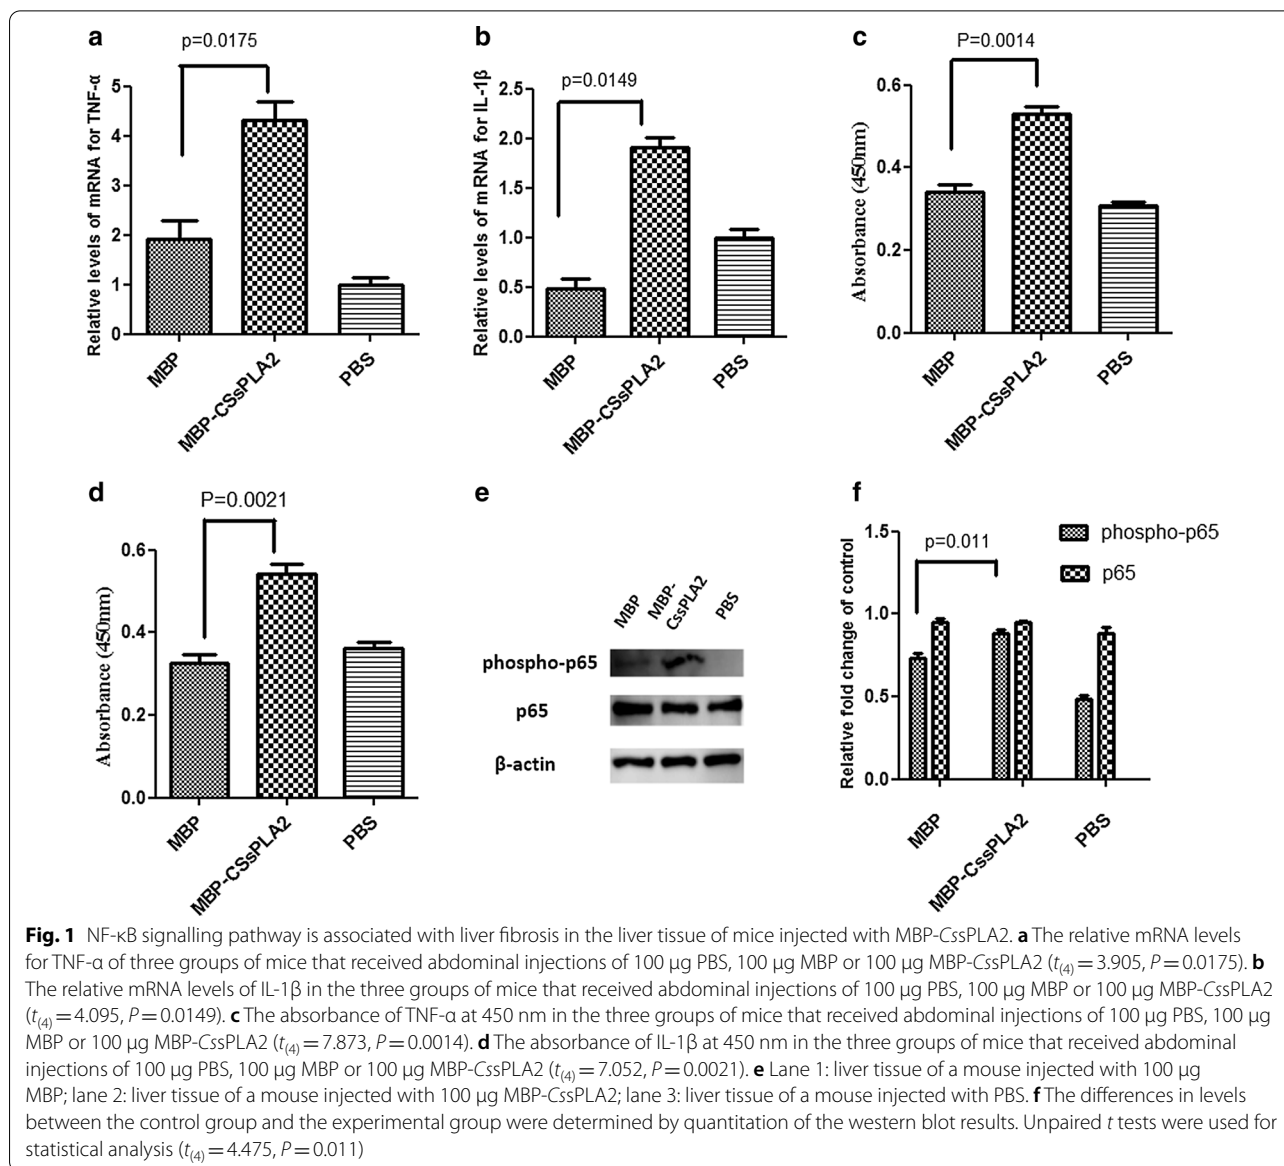 a
p=0.0175
Relative levels of mRNA for TNF-α
5
4
3
2
1
0
MBP
MBP-CSsPLA2
PBS
b
p=0.0149
Relative levels of mRNA for IL-1β
2.5
2.0
1.5
1.0
0.5
0.0
MBP
MBP-CSsPLA2
PBS
c
P=0.0014
Absorbance (450nm)
0.6
0.4
0.2
0.0
MBP
MBP-CSsPLA2
PBS
d
P=0.0021
Absorbance (450nm)
0.6
0.4
0.2
0.0
MBP
MBP-CSsPLA2
PBS
e
MBP
MBP-
CssPLA2
PBS
phospho-p65
p65
β-actin
f
Relative fold change of control
1.5
1.0
0.5
0.0
p=0.011
phospho-p65
p65
MBP
MBP-CssPLA2
PBS
Fig. 1 NF-κB signalling pathway is associated with liver fibrosis in the liver tissue of mice injected with MBP-CssPLA2. a The relative mRNA levels
for TNF-α of three groups of mice that received abdominal injections of 100 μg PBS, 100 μg MBP or 100 μg MBP-CssPLA2 (t(4) = 3.905, P = 0.0175). b
The relative mRNA levels of IL-1β in the three groups of mice that received abdominal injections of 100 μg PBS, 100 μg MBP or 100 μg MBP-CssPLA2
(t(4) = 4.095, P = 0.0149). c The absorbance of TNF-α at 450 nm in the three groups of mice that received abdominal injections of 100 μg PBS, 100 μg
MBP or 100 μg MBP-CssPLA2 (t(4) = 7.873, P = 0.0014). d The absorbance of IL-1β at 450 nm in the three groups of mice that received abdominal
injections of 100 μg PBS, 100 μg MBP or 100 μg MBP-CssPLA2 (t(4) = 7.052, P = 0.0021). e Lane 1: liver tissue of a mouse injected with 100 μg
MBP; lane 2: liver tissue of a mouse injected with 100 μg MBP-CssPLA2; lane 3: liver tissue of a mouse injected with PBS. f The differences in levels
between the control group and the experimental group were determined by quantitation of the western blot results. Unpaired t tests were used for
statistical analysis (t(4) = 4.475, P = 0.011)